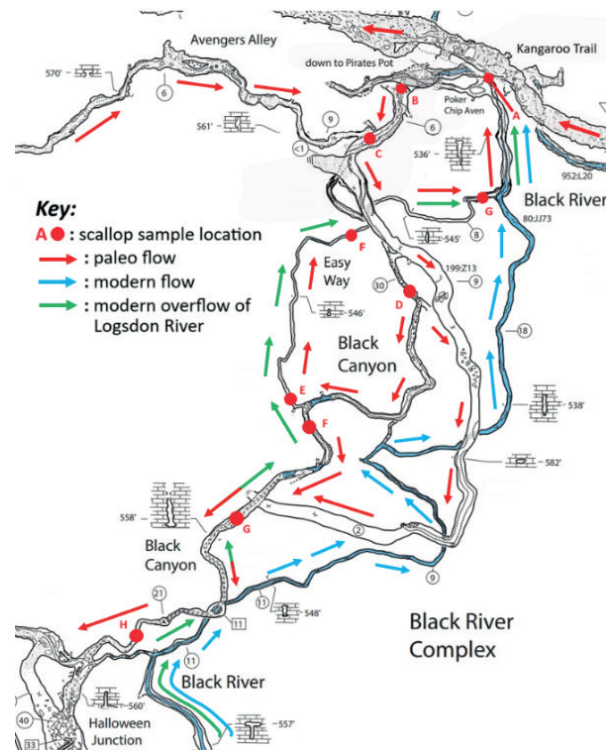 Avengers Alley
down to Pirates Pot
Kangaroo Trail
570'
6
B
Poker
Chip Aven
A
9
561'
6
C
<1
536'
952:L20
Black River
G
80:JJ73
8
545'
Key:
A : scallop sample location
: paleo flow
: modern flow
: modern overflow of
Logsdon River
F
Easy
Way
30
199:Z13
9
D
546'
18
Black
Canyon
E
F
538'
582'
558'
G
Black
Canyon
2
9
21
11
11
548'
H
Black River
Complex
11
Black River
560'
40
Halloween
Junction
33
557'